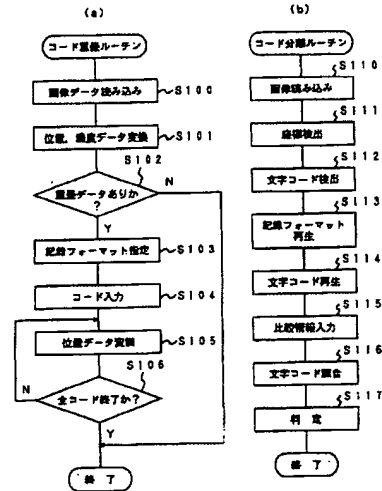 (a)
コード重畳ルーチン
画像データ読み込み
S100
位置、濃度データ変換
S101
S102
重畳データありか
?
N
Y
記録フォーマット指定
S103
コード入力
S104
位置データ変調
S105
S106
全コード終了か?
N
Y
終 了
(b)
コード分離ルーチン
S110
画像読み込み
S111
座標検出
S112
文字コード検出
S113
記録フォーマット
再生
S114
文字コード再生
S115
比較情報入力
S116
文字コード照合
S117
判 定
終 了